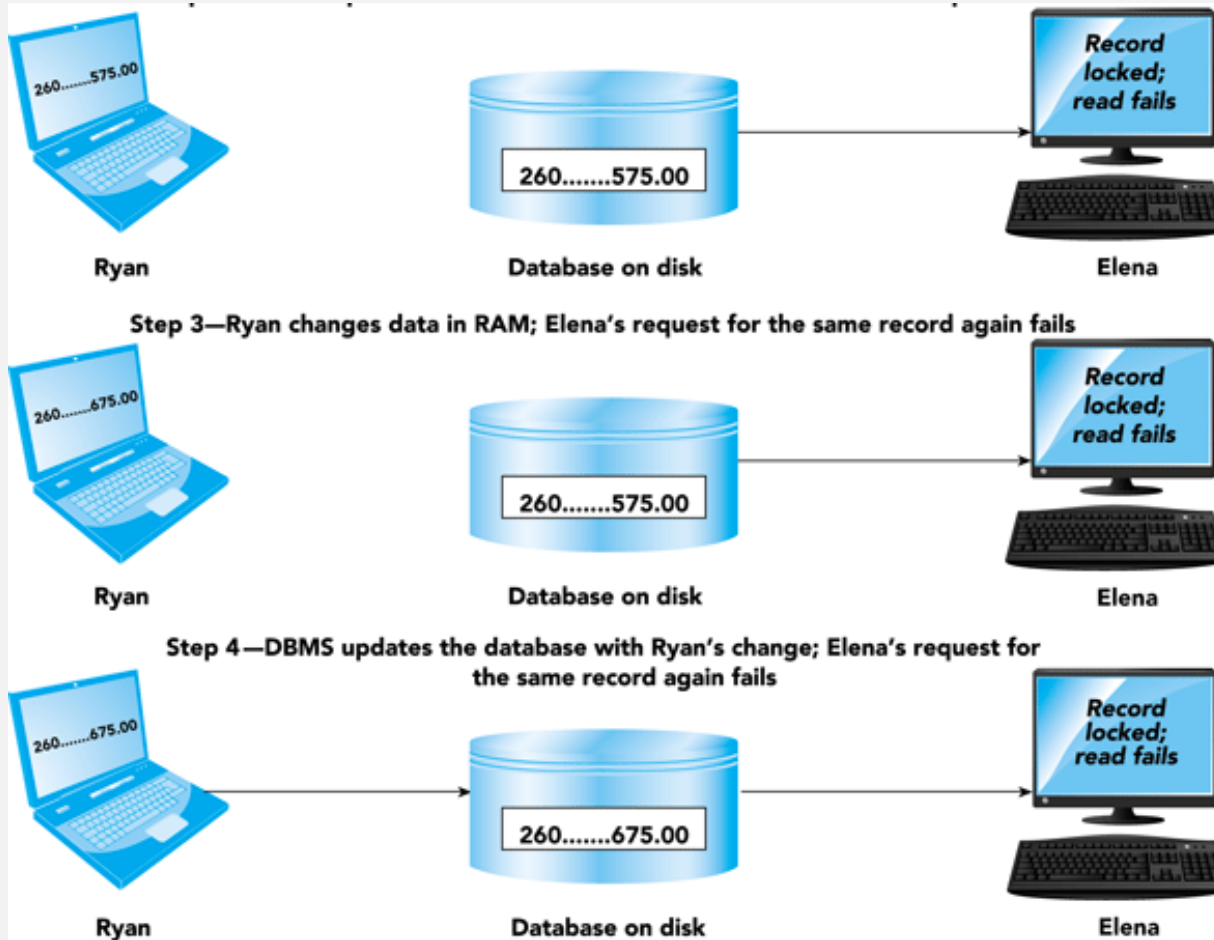 260.......575.00
Record
locked;
read fails
260.......575.00
Ryan
Database on disk
Elena
Step 3—Ryan changes data in RAM; Elena's request for the same record again fails
260.......675.00
Record
locked;
read fails
260.......575.00
Ryan
Database on disk
Elena
Step 4—DBMS updates the database with Ryan's change; Elena's request for
the same record again fails
260.......675.00
Record
locked;
read fails
260.......675.00
Ryan
Database on disk
Elena